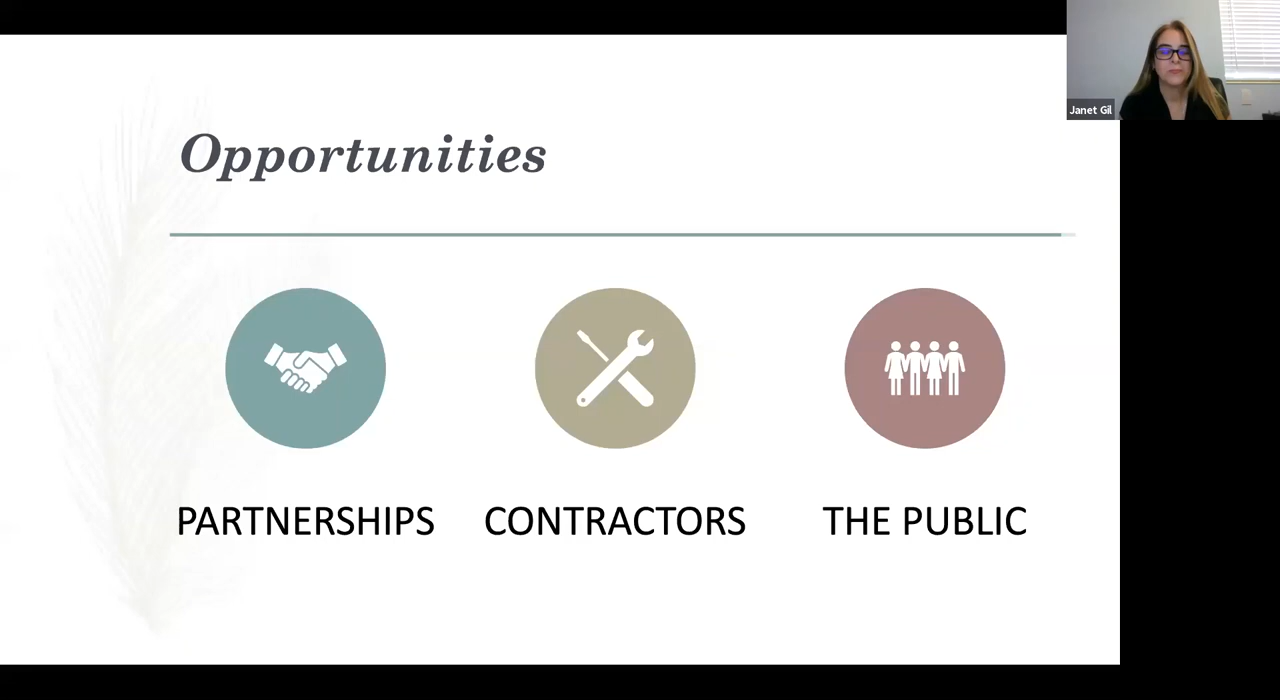 Janet Gil
Opportunities
PARTNERSHIPS
CONTRACTORS
THE PUBLIC